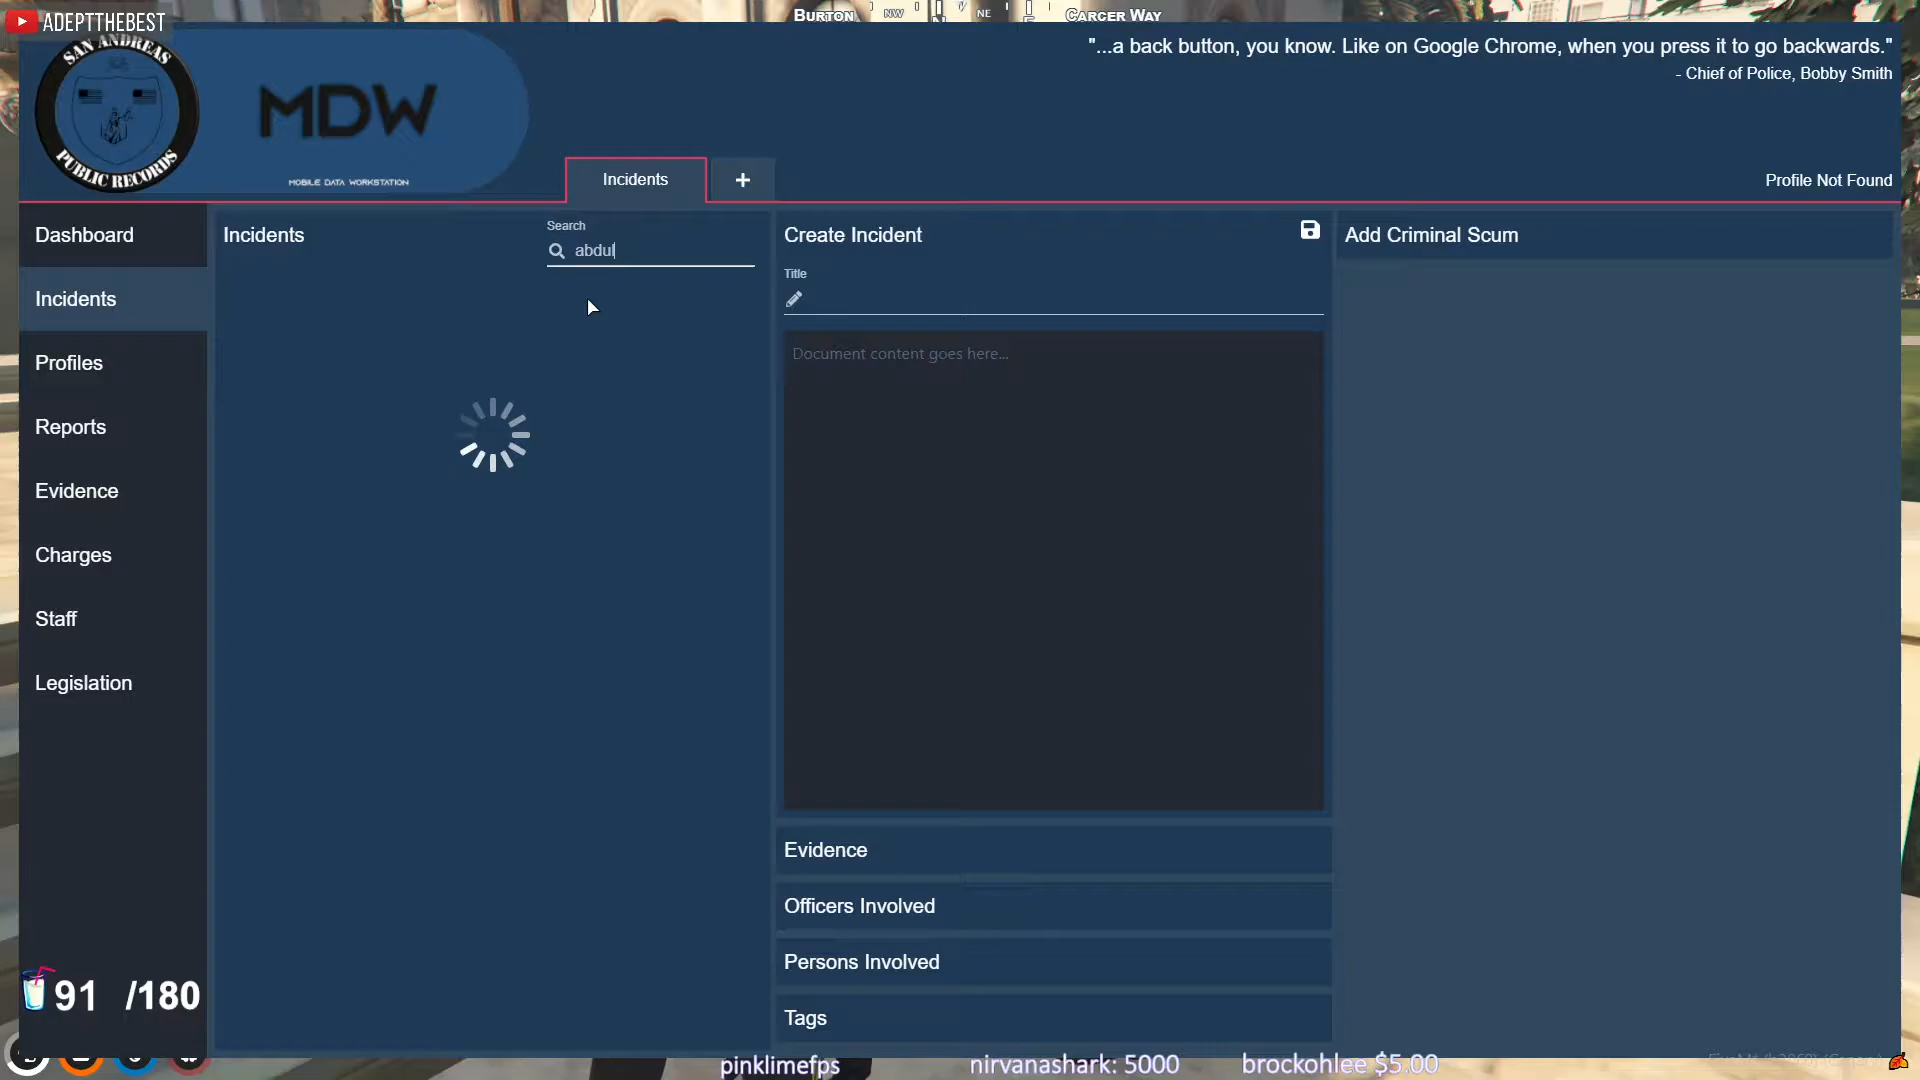 ADEPTTHEBEST
BURTON NW N NE CARCER WAY
"...a back button, you know. Like on Google Chrome, when you press it to go backwards."
- Chief of Police, Bobby Smith
SAN ANDREAS
PUBLIC RECORDS
MDW
MOBILE DATA WORKSTATION
Incidents
+
Profile Not Found
Dashboard
Incidents
Profiles
Reports
Evidence
Charges
Staff
Legislation
Incidents
Search
abdul
Create Incident
Title
Document content goes here...
Evidence
Officers Involved
Persons Involved
Tags
Add Criminal Scum
91 /180
pinklimefps nirvanashark: 5000 brockohlee $5.00